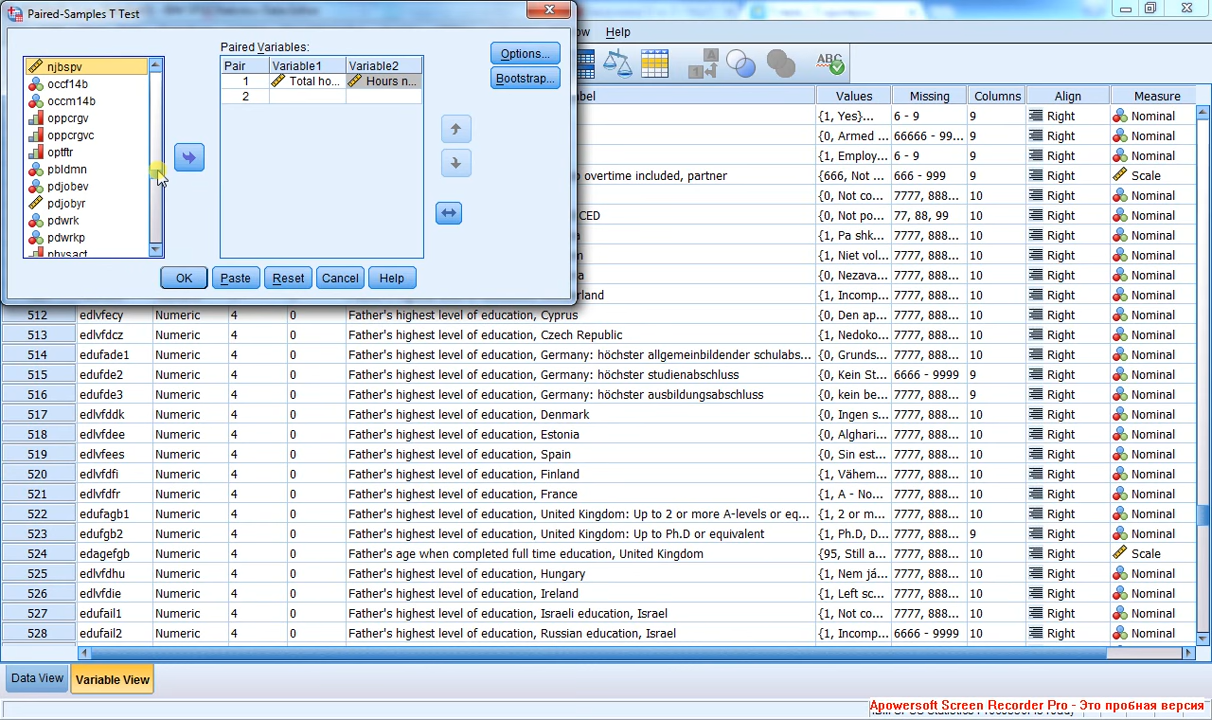 Paired-Samples T Test
Help
Paired Variables:
Options...
Bootstrap...
Pair Variable1 Variable2
1 Total ho... Hours n...
2
njbspv
occf14b
occm14b
oppcrgv
oppcrgvc
optftr
pbldmn
pdjobev
pdjobyr
pdwrk
pdwrkp
physact
OK Paste Reset Cancel Help
Values Missing Columns Align Measure
{1, Yes}... 6 - 9 9 Right Nominal
{0, Armed ... 66666 - 99... 9 Right Nominal
{1, Employ... 6 - 9 9 Right Nominal
overtime included, partner {666, Not ... 666 - 999 9 Right Scale
{0, Not co... 7777, 888... 10 Right Nominal
CED {0, Not po... 77, 88, 99 10 Right Nominal
{1, Pa shk... 7777, 888... 10 Right Nominal
{1, Niet vol... 7777, 888... 10 Right Nominal
{0, Nezava... 7777, 888... 10 Right Nominal
{1, Incomp... 7777, 888... 10 Right Nominal
512 edlvfecy Numeric 4 0 Father's highest level of education, Cyprus {0, Den ap... 7777, 888... 10 Right Nominal
513 edlvfdcz Numeric 4 0 Father's highest level of education, Czech Republic {1, Nedoko... 7777, 888... 10 Right Nominal
514 edufade1 Numeric 4 0 Father's highest level of education, Germany: höchster allgemeinbildender schulabs... {0, Grunds... 7777, 888... 10 Right Nominal
515 edufde2 Numeric 4 0 Father's highest level of education, Germany: höchster studienabschluss {0, Kein St... 6666 - 9999 9 Right Nominal
516 edufde3 Numeric 4 0 Father's highest level of education, Germany: höchster ausbildungsabschluss {0, kein be... 7777, 888... 9 Right Nominal
517 edlvfddk Numeric 4 0 Father's highest level of education, Denmark {0, Ingen s... 7777, 888... 10 Right Nominal
518 edlvfdee Numeric 4 0 Father's highest level of education, Estonia {0, Alghari... 7777, 888... 10 Right Nominal
519 edlvfees Numeric 4 0 Father's highest level of education, Spain {0, Sin est... 7777, 888... 10 Right Nominal
520 edlvfdfi Numeric 4 0 Father's highest level of education, Finland {1, Vähem... 7777, 888... 10 Right Nominal
521 edlvfdfr Numeric 4 0 Father's highest level of education, France {1, A - No... 7777, 888... 10 Right Nominal
522 edufagb1 Numeric 4 0 Father's highest level of education, United Kingdom: Up to 2 or more A-levels or eq... {1, 2 or m... 7777, 888... 10 Right Nominal
523 edufgb2 Numeric 4 0 Father's highest level of education, United Kingdom: Up to Ph.D or equivalent {1, Ph.D, D... 7777, 888... 9 Right Nominal
524 edagefgb Numeric 4 0 Father's age when completed full time education, United Kingdom {95, Still a... 7777, 888... 10 Right Scale
525 edlvfdhu Numeric 4 0 Father's highest level of education, Hungary {1, Nem já... 7777, 888... 10 Right Nominal
526 edlvfdie Numeric 4 0 Father's highest level of education, Ireland {1, Left sc... 7777, 888... 10 Right Nominal
527 edufail1 Numeric 4 0 Father's highest level of education, Israeli education, Israel {1, Not co... 7777, 888... 10 Right Nominal
528 edufail2 Numeric 4 0 Father's highest level of education, Russian education, Israel {1, Incomp... 6666 - 9999 10 Right Nominal
Data View Variable View
Apowersoft Screen Recorder Pro - Это пробная версия